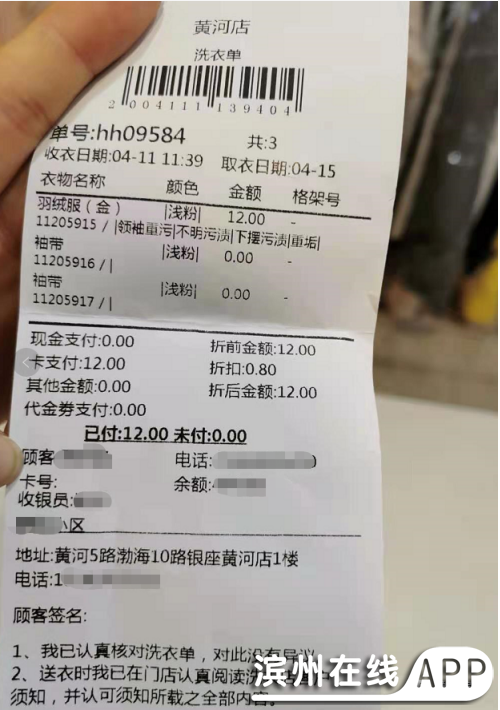 黄河店
洗衣单
2004111139404
单号:hh09584 共:3
收衣日期:04-11 11:39 取衣日期:04-15
衣物名称 颜色 金额 格架号
羽绒服（金） |浅粉| 12.00 -
11205915 / |领袖重污|不明污渍|下摆污渍|重垢|
袖带 |浅粉| 0.00 -
11205916 / |
袖带 |浅粉| 0.00 -
11205917 / |
现金支付:0.00 折前金额:12.00
卡支付:12.00 折扣:0.80
其他金额:0.00 折后金额:12.00
代金券支付:0.00
已付:12.00 未付:0.00
顾客 电话: 0
卡号: 余额:
收银员:
小区
地址:黄河5路渤海10路银座黄河店1楼
电话:1
顾客签名:
1、我已认真核对洗衣单，对此没有异议
2、送衣时我已在门店认真阅读洗
须知，并认可须知所载之全部内容。
滨州在线 APP